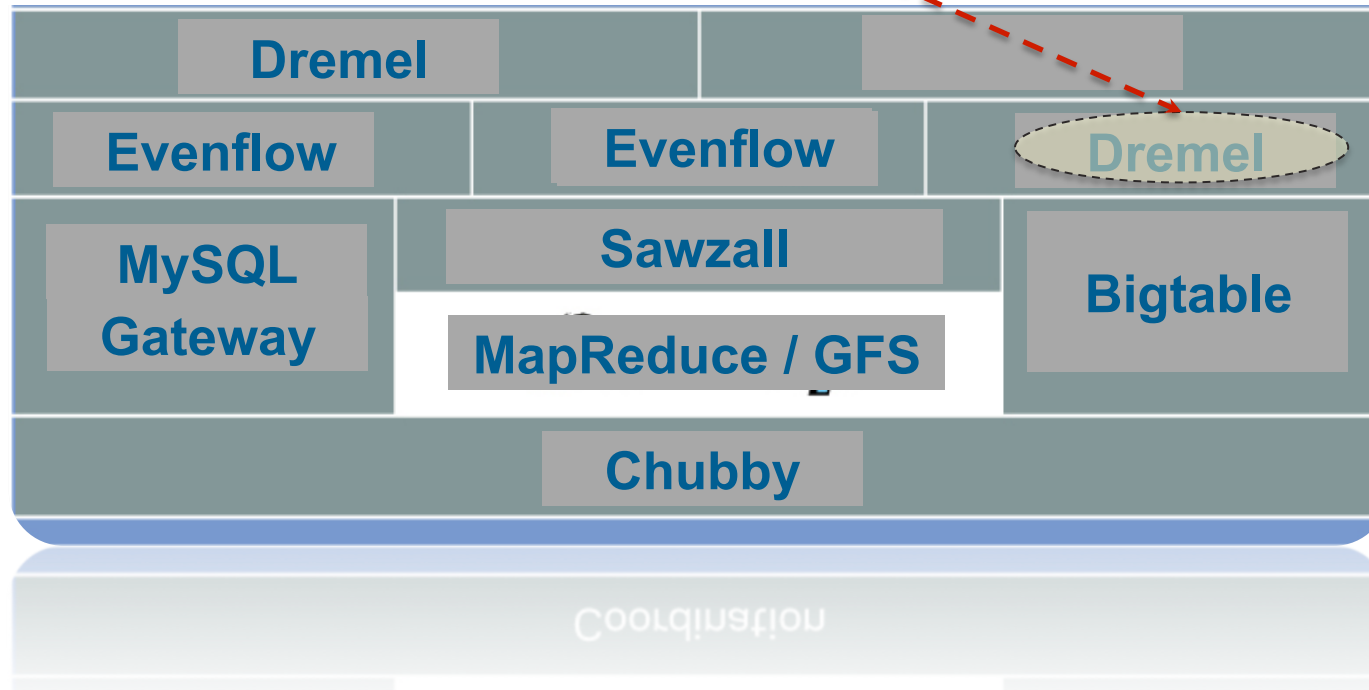 Dremel
Evenflow
Evenflow
Dremel
MySQL
Gateway
Sawzall
MapReduce / GFS
Bigtable
Chubby
Coordination